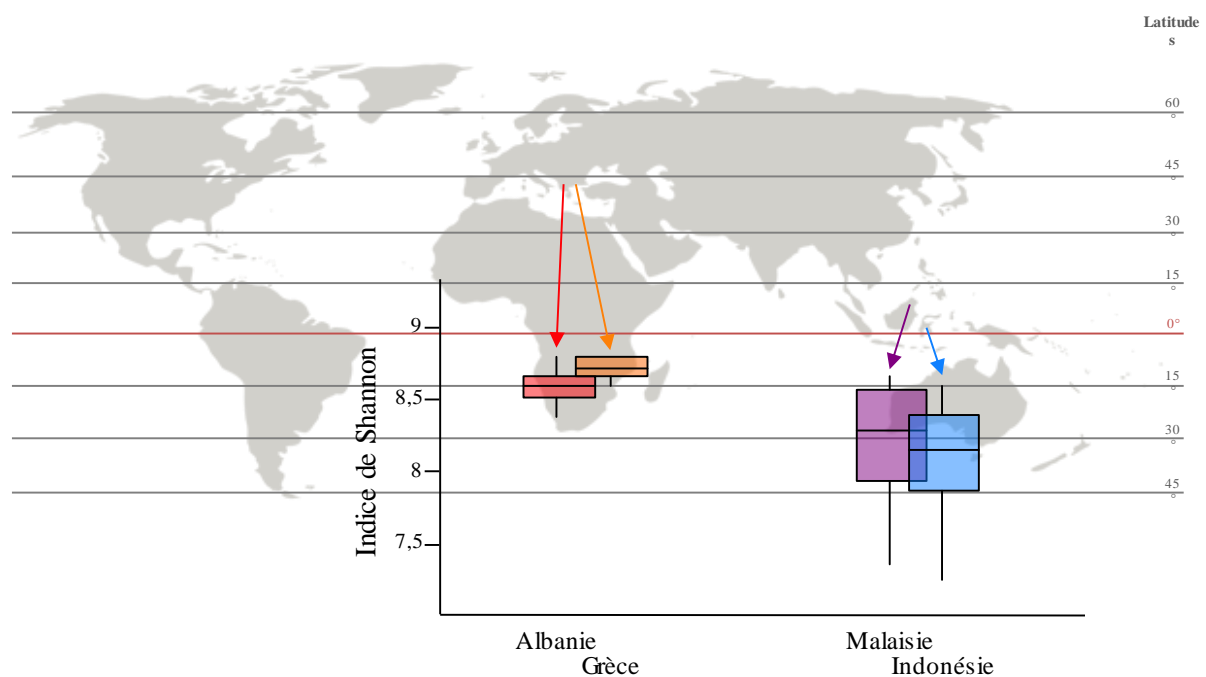 Latitude
s
60
°
45
°
30
°
15
°
0°
15
°
30
°
45
°
9
8,5
8
7,5
Indice de Shannon
Albanie
Grèce
Malaisie
Indonésie